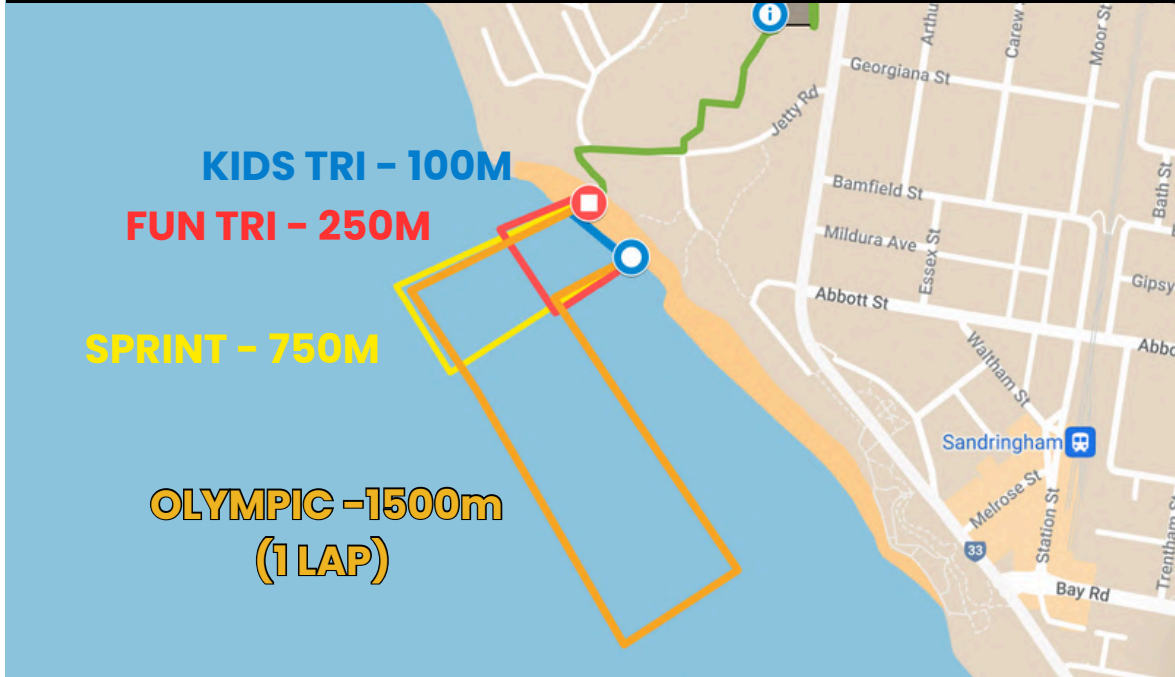 Arthu
Carew
Moor St
Georgiana St
Jetty Rd
KIDS TRI - 100M
Bamfield St
Bath St
FUN TRI - 250M
Mildura Ave
Essex St
Gipsy
Abbott St
SPRINT - 750M
Waltham St
Abbo
Sandringham
OLYMPIC -1500m
(1 LAP)
Melrose St
Station St
33
Trentham S
Bay Rd